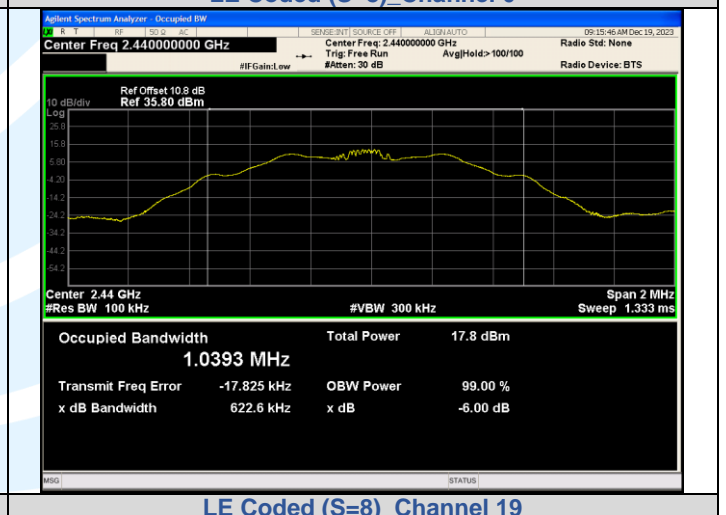 Agilent Spectrum Analyzer - Occupied BW
R T RF 50 Ω AC SENSE:INT SOURCE OFF ALIGNAUTO 09:15:46 AM Dec 19, 2023
Center Freq 2.440000000 GHz Center Freq: 2.440000000 GHz Radio Std: None
Trig: Free Run Avg|Hold:> 100/100
#IFGain:Low #Atten: 30 dB Radio Device: BTS
Ref Offset 10.8 dB
10 dB/div Ref 35.80 dBm
Log
25.8
15.8
5.80
-4.20
-14.2
-24.2
-34.2
-44.2
-54.2
Center 2.44 GHz Span 2 MHz
#Res BW 100 kHz #VBW 300 kHz Sweep 1.333 ms
Occupied Bandwidth Total Power 17.8 dBm
1.0393 MHz
Transmit Freq Error -17.825 kHz OBW Power 99.00 %
x dB Bandwidth 622.6 kHz x dB -6.00 dB
MSG STATUS
LE Coded (S=8)_Channel 19